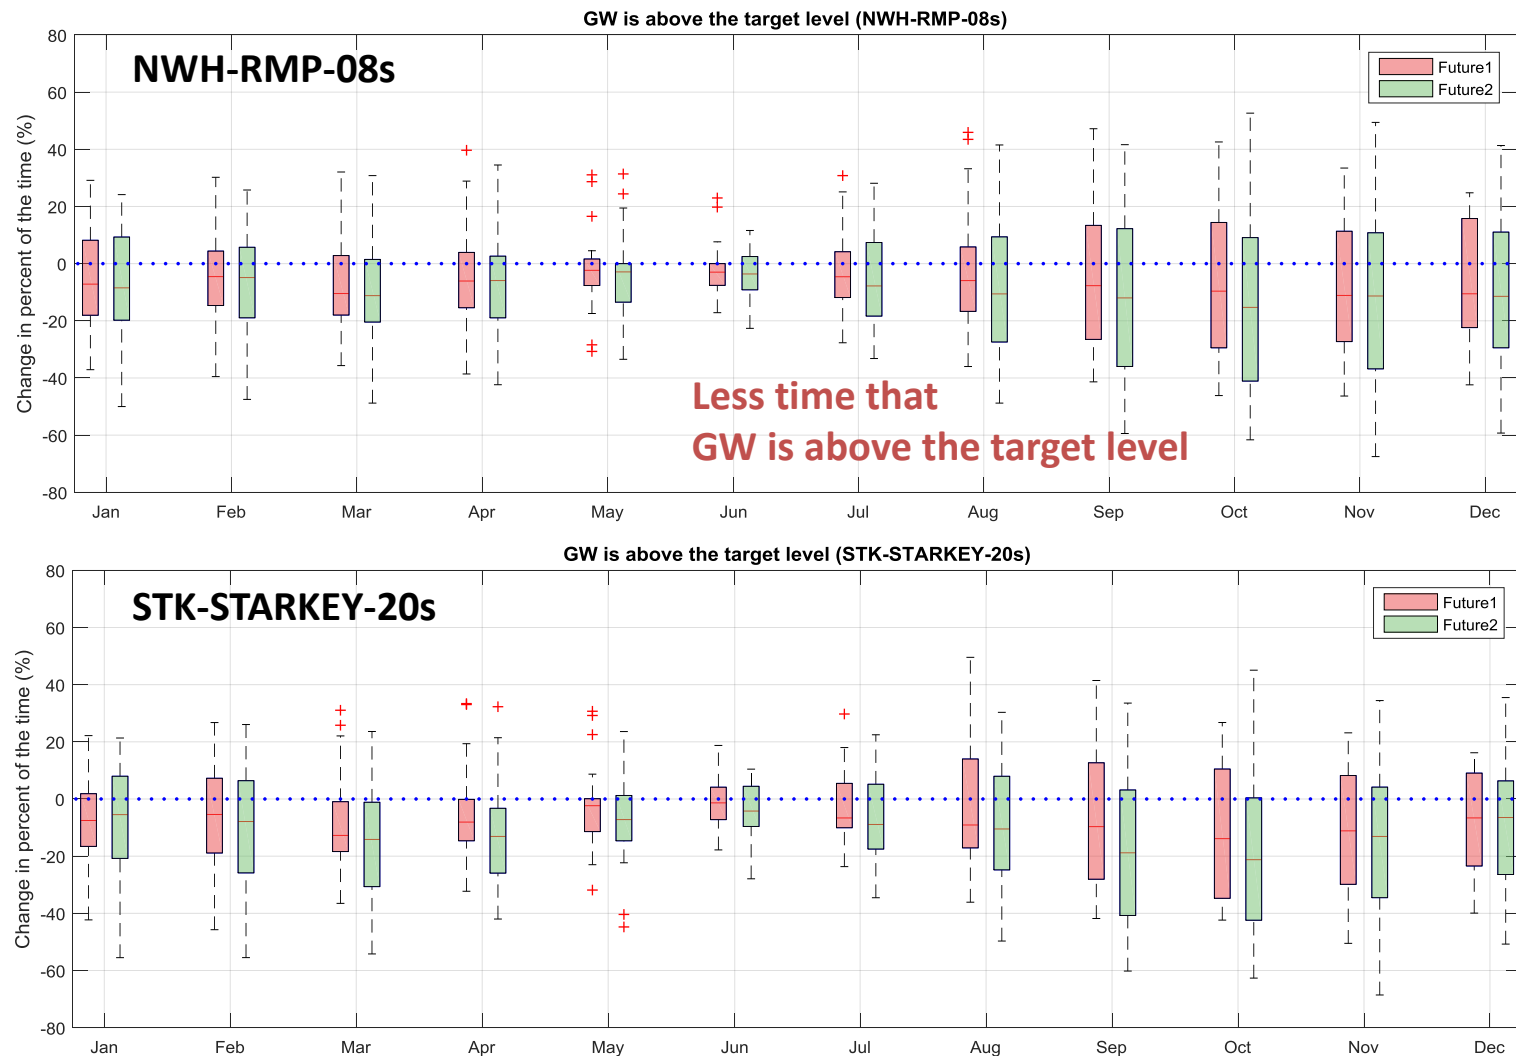 GW is above the target level (NWH-RMP-08s)
NWH-RMP-08s
Future1
Future2
Change in percent of the time (%)
80
60
40
20
0
-20
-40
-60
-80
Less time that
GW is above the target level
Jan Feb Mar Apr May Jun Jul Aug Sep Oct Nov Dec
GW is above the target level (STK-STARKEY-20s)
STK-STARKEY-20s
Future1
Future2
Change in percent of the time (%)
80
60
40
20
0
-20
-40
-60
-80
Jan Feb Mar Apr May Jun Jul Aug Sep Oct Nov Dec